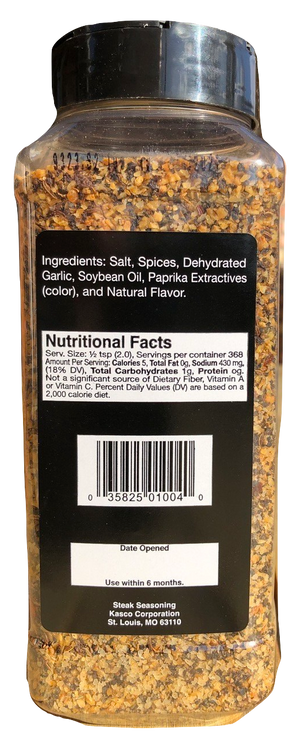 Ingredients: Salt, Spices, Dehydrated
Garlic, Soybean Oil, Paprika Extractives
(color), and Natural Flavor.
Nutritional Facts
Serv. Size: ½ tsp (2.0), Servings per container 368
Amount Per Serving: Calories 5, Total Fat 0g, Sodium 430 mg,
(18% DV), Total Carbohydrates 1g, Protein 0g.
Not a significant source of Dietary Fiber, Vitamin A
or Vitamin C. Percent Daily Values (DV) are based on a
2,000 calorie diet.
0 35825 01004 0
Date Opened
Use within 6 months.
Steak Seasoning
Kasco Corporation
St. Louis, MO 63110